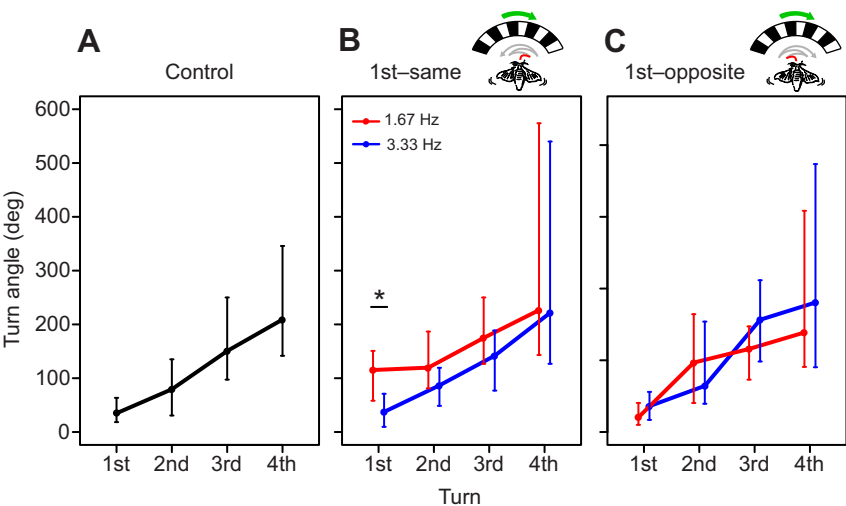 A
B
C
Control
1st–same
1st–opposite
Turn angle (deg)
600
500
400
300
200
100
0
1.67 Hz
3.33 Hz
*
1st 2nd 3rd 4th
1st 2nd 3rd 4th
1st 2nd 3rd 4th
Turn